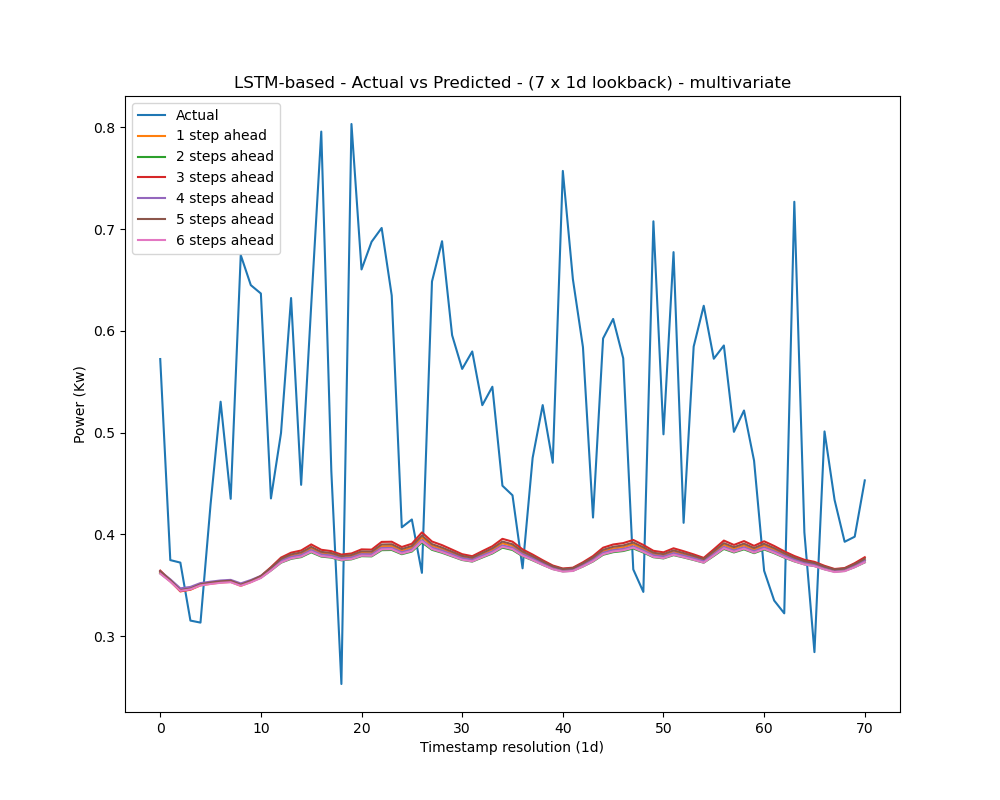 LSTM-based - Actual vs Predicted - (7 x 1d lookback) - multivariate
Actual
1 step ahead
2 steps ahead
3 steps ahead
4 steps ahead
5 steps ahead
6 steps ahead
0.8
0.7
0.6
0.5
0.4
0.3
Power (Kw)
0 10 20 30 40 50 60 70
Timestamp resolution (1d)